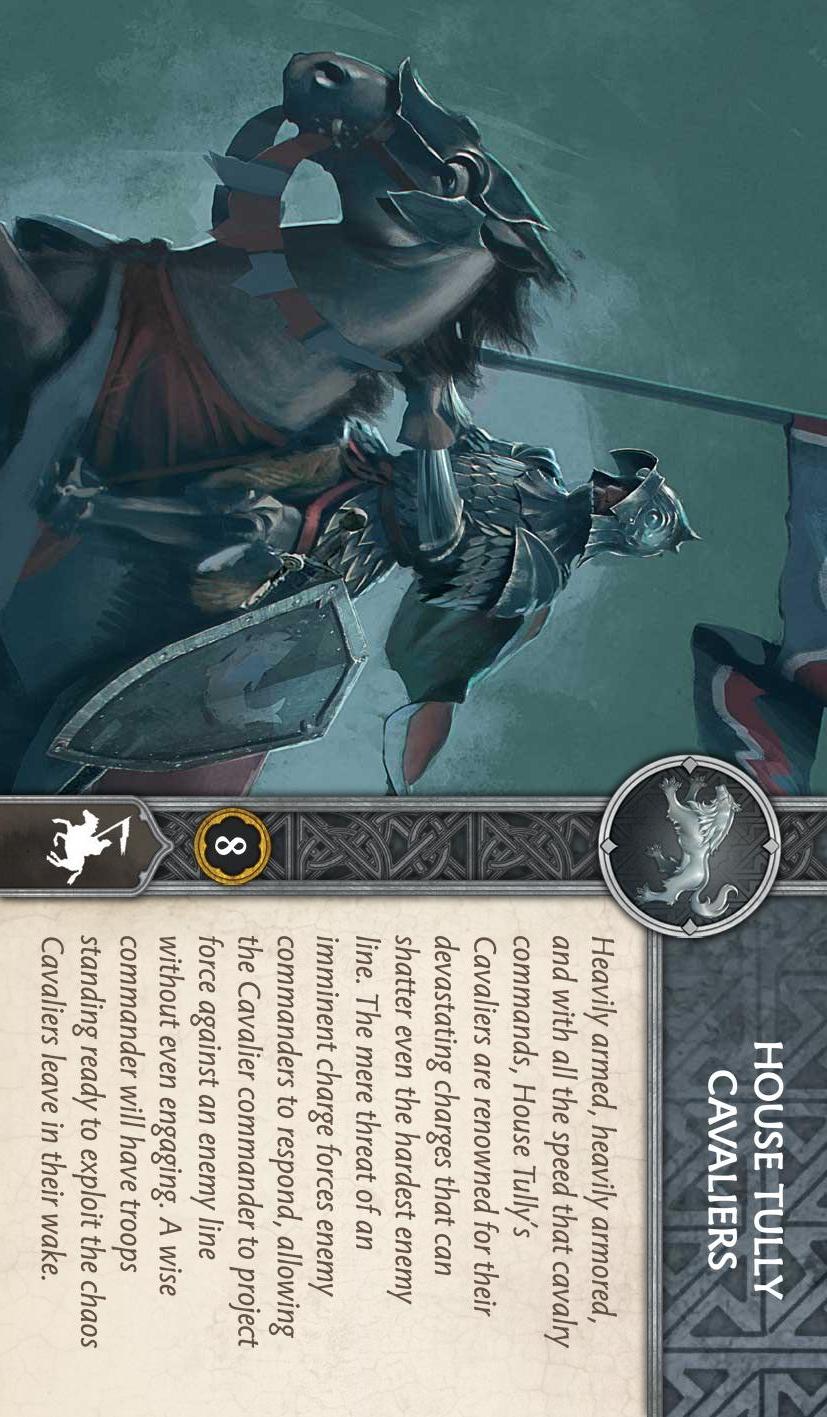 HOUSE TULLY
CAVALIERS
8
Heavily armed, heavily armored,
and with all the speed that cavalry
commands, House Tully's
Cavaliers are renowned for their
devastating charges that can
shatter even the hardest enemy
line. The mere threat of an
imminent charge forces enemy
commanders to respond, allowing
the Cavalier commander to project
force against an enemy line
without even engaging. A wise
commander will have troops
standing ready to exploit the chaos
Cavaliers leave in their wake.